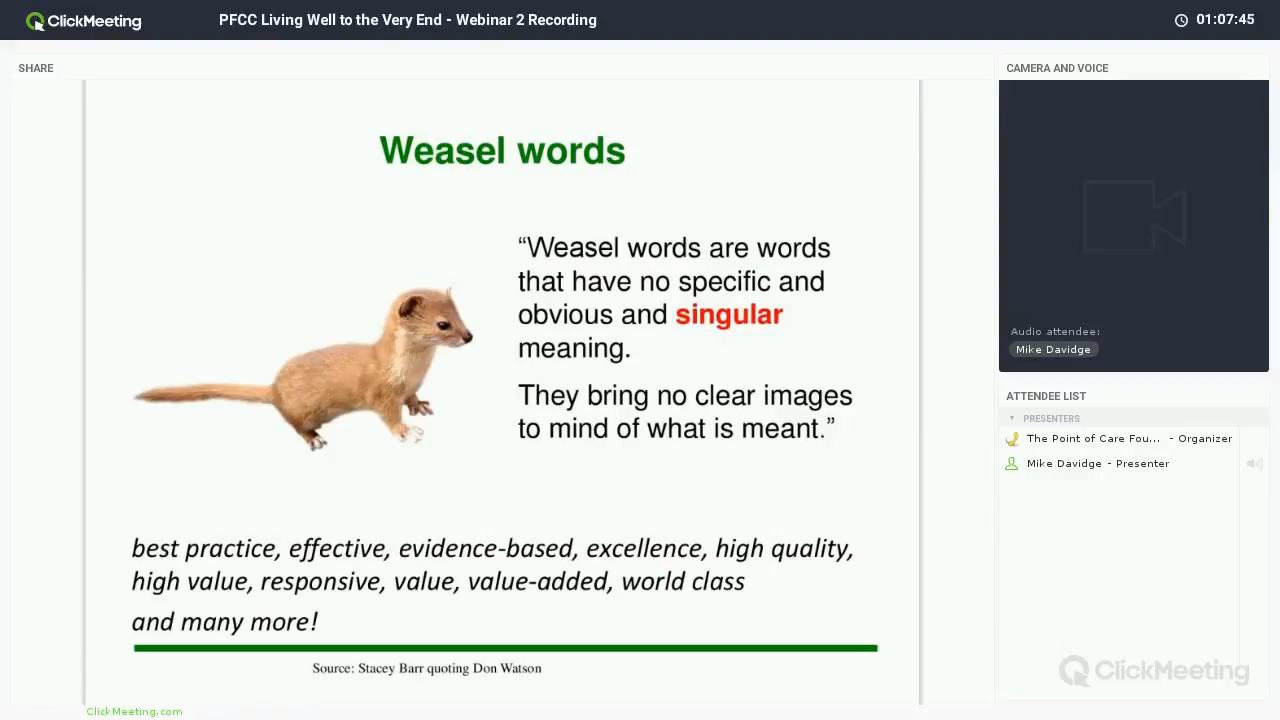 ClickMeeting
PFCC Living Well to the Very End - Webinar 2 Recording
01:07:45
SHARE
Weasel words
“Weasel words are words
that have no specific and
obvious and singular
meaning.
They bring no clear images
to mind of what is meant.”
best practice, effective, evidence-based, excellence, high quality,
high value, responsive, value, value-added, world class
and many more!
Source: Stacey Barr quoting Don Watson
ClickMeeting.com
CAMERA AND VOICE
Audio attendee:
Mike Davidge
ATTENDEE LIST
PRESENTERS
The Point of Care Fou... - Organizer
Mike Davidge - Presenter
ClickMeeting